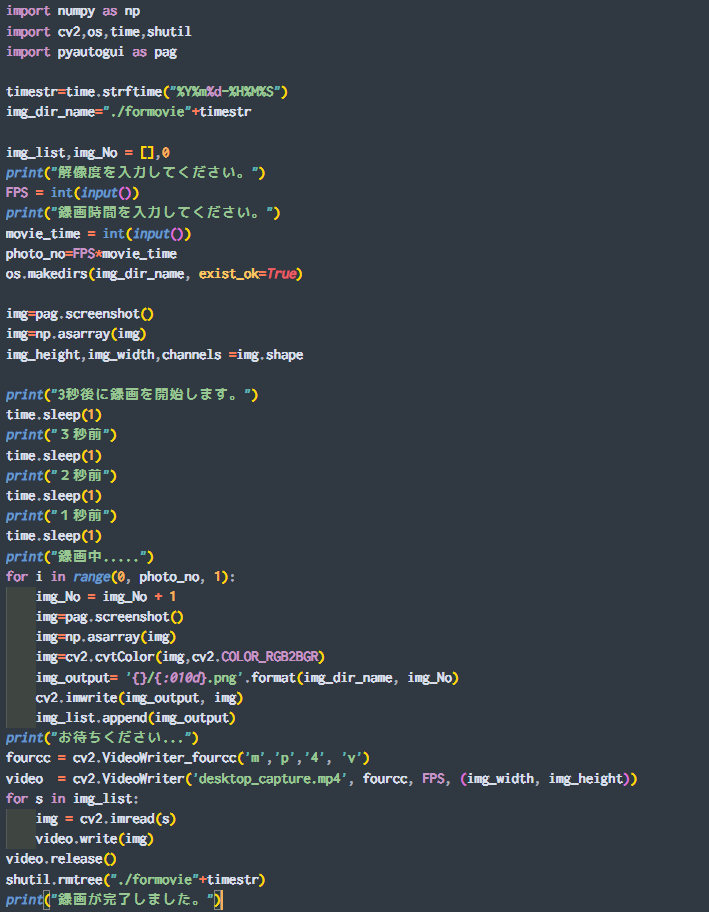 import numpy as np
import cv2,os,time,shutil
import pyautogui as pag
timestr=time.strftime("%Y%m%d-%H%M%S")
img_dir_name="./formovie"+timestr
img_list,img_No = [],0
print("解像度を入力してください。")
FPS = int(input())
print("録画時間を入力してください。")
movie_time = int(input())
photo_no=FPS*movie_time
os.makedirs(img_dir_name, exist_ok=True)
img=pag.screenshot()
img=np.asarray(img)
img_height,img_width,channels =img.shape
print("3秒後に録画を開始します。")
time.sleep(1)
print("３秒前")
time.sleep(1)
print("２秒前")
time.sleep(1)
print("１秒前")
time.sleep(1)
print("録画中.....")
for i in range(0, photo_no, 1):
    img_No = img_No + 1
    img=pag.screenshot()
    img=np.asarray(img)
    img=cv2.cvtColor(img,cv2.COLOR_RGB2BGR)
    img_output= '{}/{:010d}.png'.format(img_dir_name, img_No)
    cv2.imwrite(img_output, img)
    img_list.append(img_output)
print("お待ちください...")
fourcc = cv2.VideoWriter_fourcc('m','p','4', 'v')
video  = cv2.VideoWriter('desktop_capture.mp4', fourcc, FPS, (img_width, img_height))
for s in img_list:
    img = cv2.imread(s)
    video.write(img)
video.release()
shutil.rmtree("./formovie"+timestr)
print("録画が完了しました。")